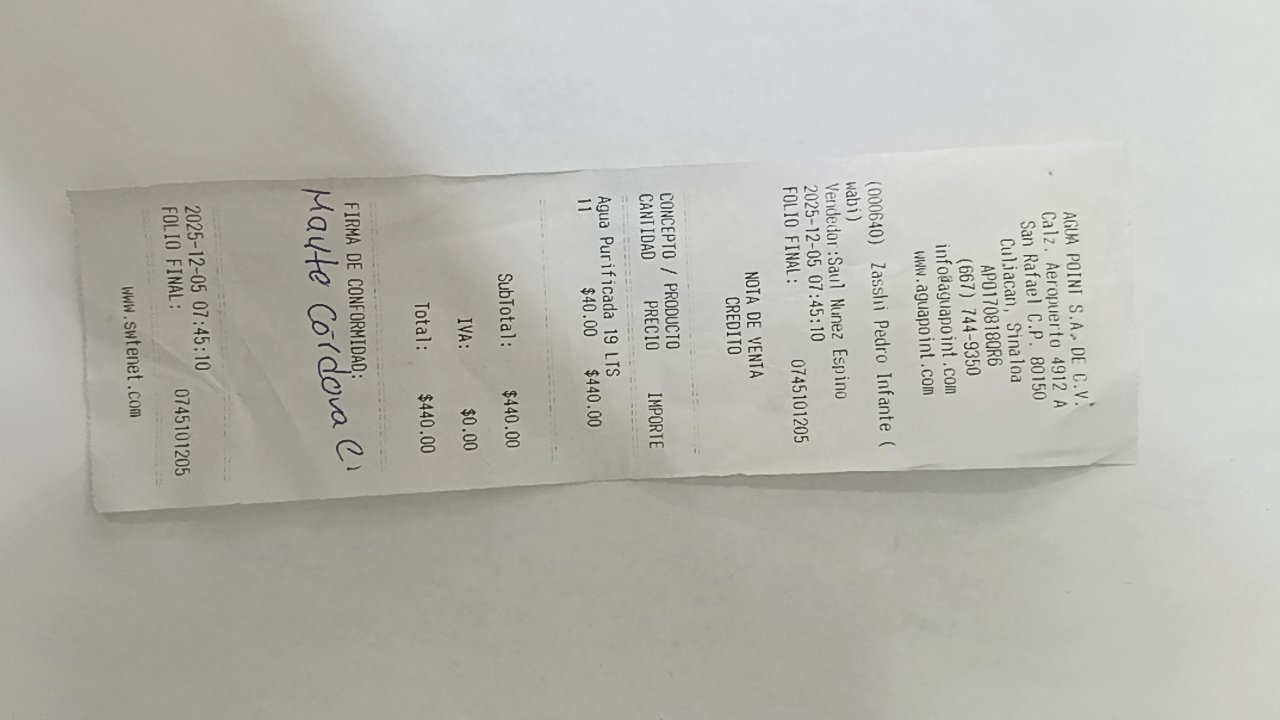 AGUA POINT S.A. DE C.V.
Calz. Aeropuerto 4912 A
San Rafael C.P. 80150
Culiacan, Sinaloa
APO170818QR6
(667) 744-9350
info@aguapoint.com
www.aguapoint.com
(000640) Zasshi Pedro Infante (
wabi)
Vendedor:Saul Nunez Espino
2025-12-05 07:45:10
FOLIO FINAL: 0745101205
NOTA DE VENTA
CREDITO
CONCEPTO / PRODUCTO
CANTIDAD PRECIO IMPORTE
Agua Purificada 19 LTS
11 $40.00 $440.00
SubTotal: $440.00
IVA: $0.00
Total: $440.00
FIRMA DE CONFORMIDAD:
Mayte Cordova C
2025-12-05 07:45:10
FOLIO FINAL: 0745101205
www.swtenet.com